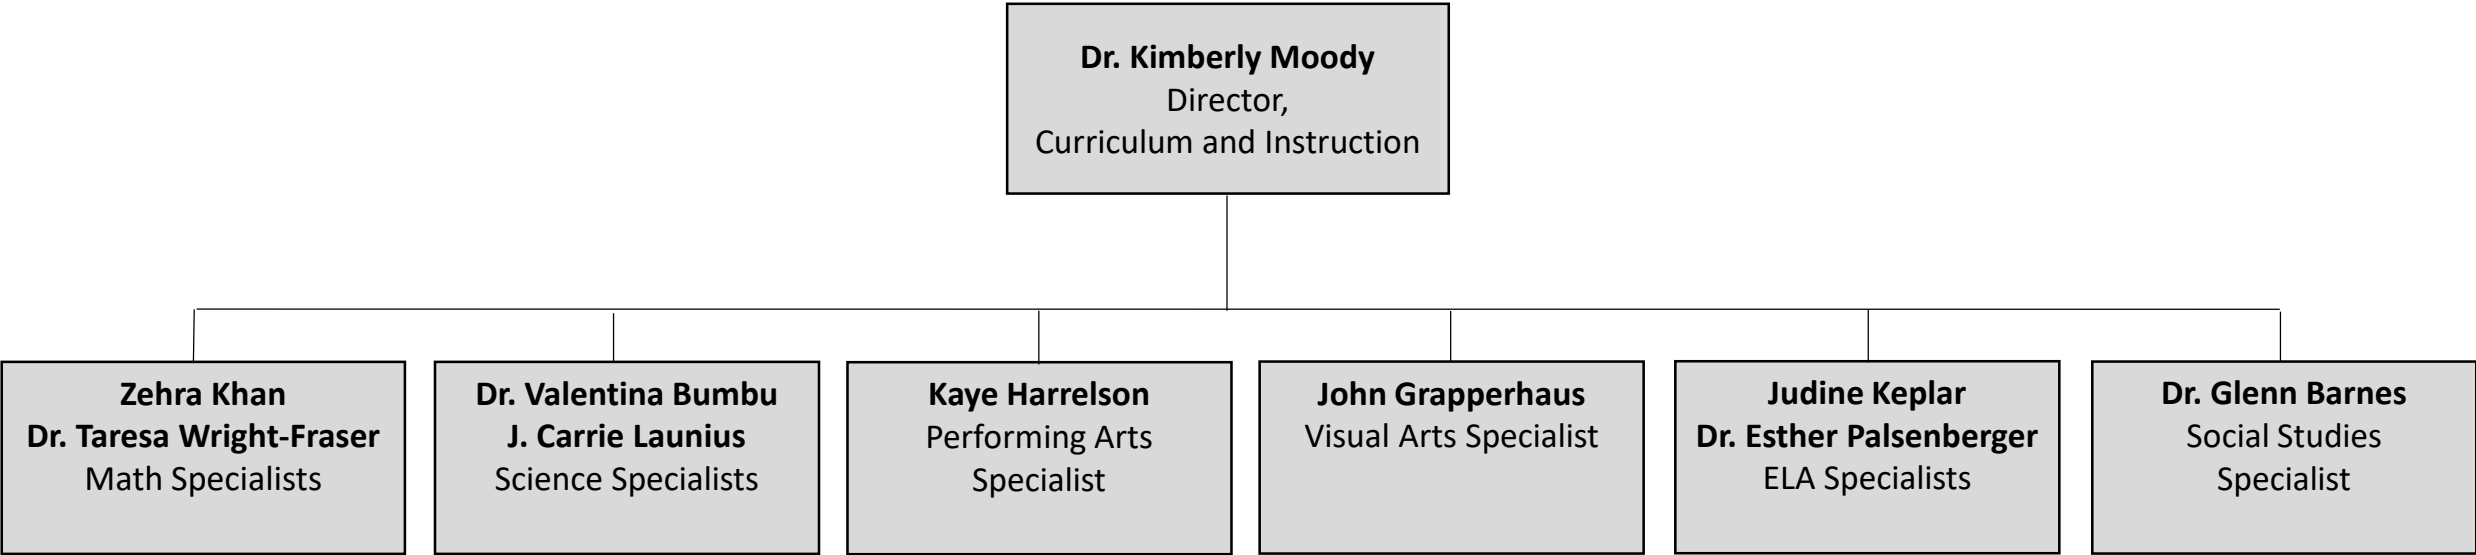 Dr. Kimberly Moody
Director,
Curriculum and Instruction
Zehra Khan
Dr. Taresa Wright-Fraser
Math Specialists
Dr. Valentina Bumbu
J. Carrie Launius
Science Specialists
Kaye Harrelson
Performing Arts
Specialist
John Grapperhaus
Visual Arts Specialist
Judine Keplar
Dr. Esther Palsenberger
ELA Specialists
Dr. Glenn Barnes
Social Studies
Specialist